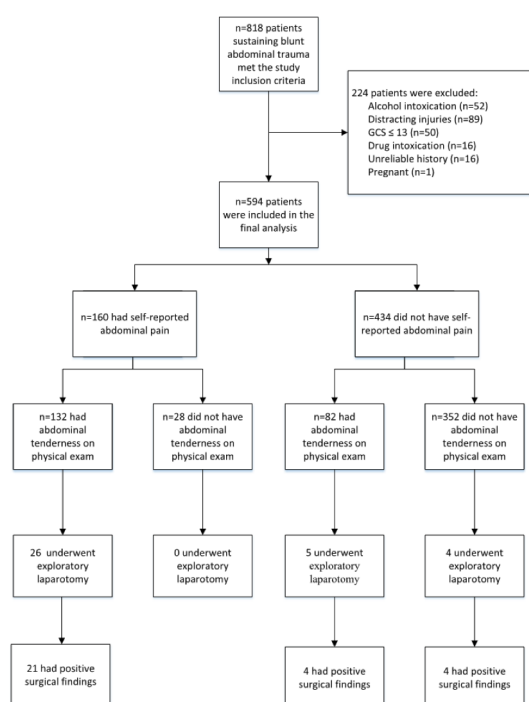 n=818 patients
sustaining blunt
abdominal trauma
met the study
inclusion criteria
224 patients were excluded:
Alcohol intoxication (n=52)
Distracting injuries (n=89)
GCS ≤ 13 (n=50)
Drug intoxication (n=16)
Unreliable history (n=16)
Pregnant (n=1)
n=594 patients
were included in the
final analysis
n=160 had self-reported
abdominal pain
n=434 did not have self-
reported abdominal pain
n=132 had
abdominal
tenderness on
physical exam
n=28 did not have
abdominal
tenderness on
physical exam
n=82 had
abdominal
tenderness on
physical exam
n=352 did not have
abdominal
tenderness on
physical exam
26 underwent
exploratory
laparotomy
0 underwent
exploratory
laparotomy
5 underwent
exploratory
laparotomy
4 underwent
exploratory
laparotomy
21 had positive
surgical findings
4 had positive
surgical findings
4 had positive
surgical findings